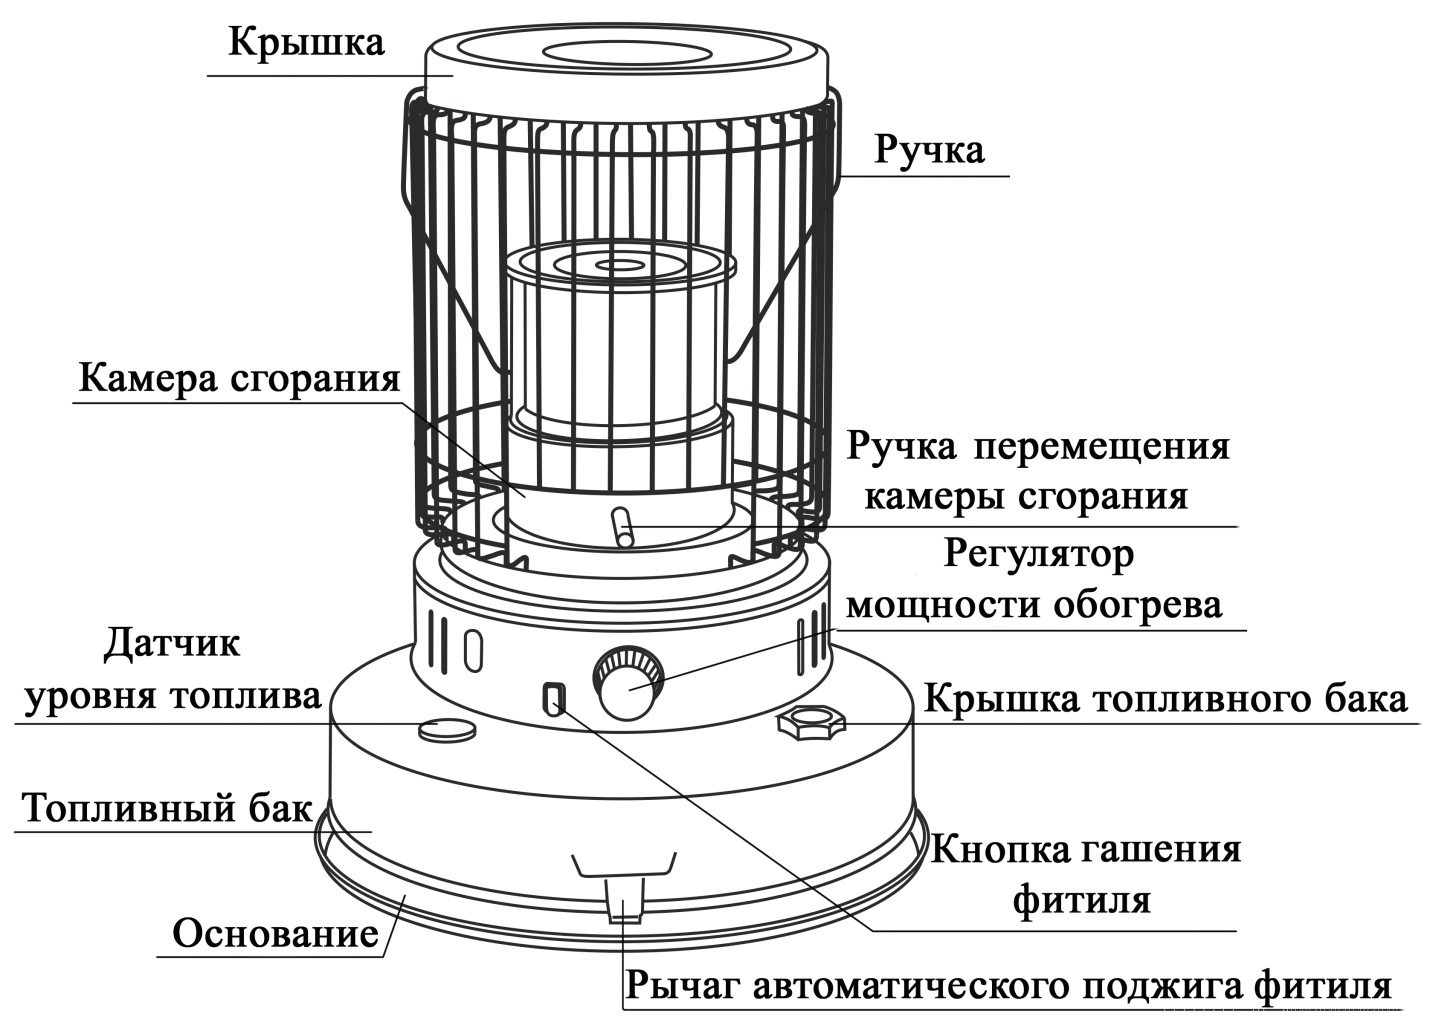 Крышка
Ручка
Камера сгорания
Ручка перемещения
камеры сгорания
Регулятор
мощности обогрева
Датчик
уровня топлива
Крышка топливного бака
Топливный бак
Кнопка гашения
фитиля
Основание
Рычаг автоматического поджига фитиля